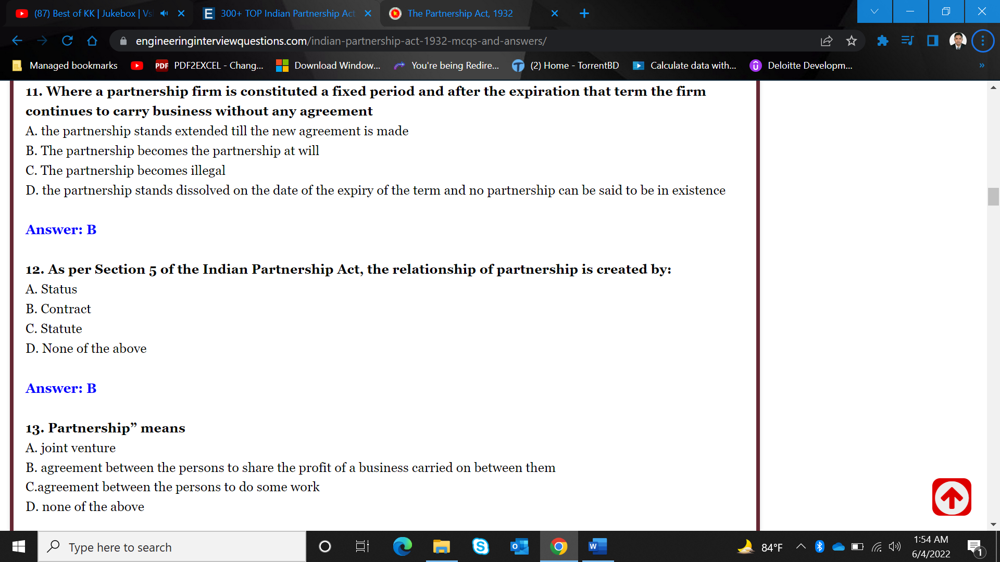 (87) Best of KK | Jukebox | Vs
300+ TOP Indian Partnership Act
The Partnership Act, 1932
engineeringinterviewquestions.com/indian-partnership-act-1932-mcqs-and-answers/
Managed bookmarks
PDF PDF2EXCEL - Chang...
Download Window...
You're being Redire...
(2) Home - TorrentBD
Calculate data with...
Deloitte Developm...
11. Where a partnership firm is constituted a fixed period and after the expiration that term the firm
continues to carry business without any agreement
A. the partnership stands extended till the new agreement is made
B. The partnership becomes the partnership at will
C. The partnership becomes illegal
D. the partnership stands dissolved on the date of the expiry of the term and no partnership can be said to be in existence
Answer: B
12. As per Section 5 of the Indian Partnership Act, the relationship of partnership is created by:
A. Status
B. Contract
C. Statute
D. None of the above
Answer: B
13. Partnership” means
A. joint venture
B. agreement between the persons to share the profit of a business carried on between them
C.agreement between the persons to do some work
D. none of the above
Type here to search
84°F
1:54 AM
6/4/2022
1